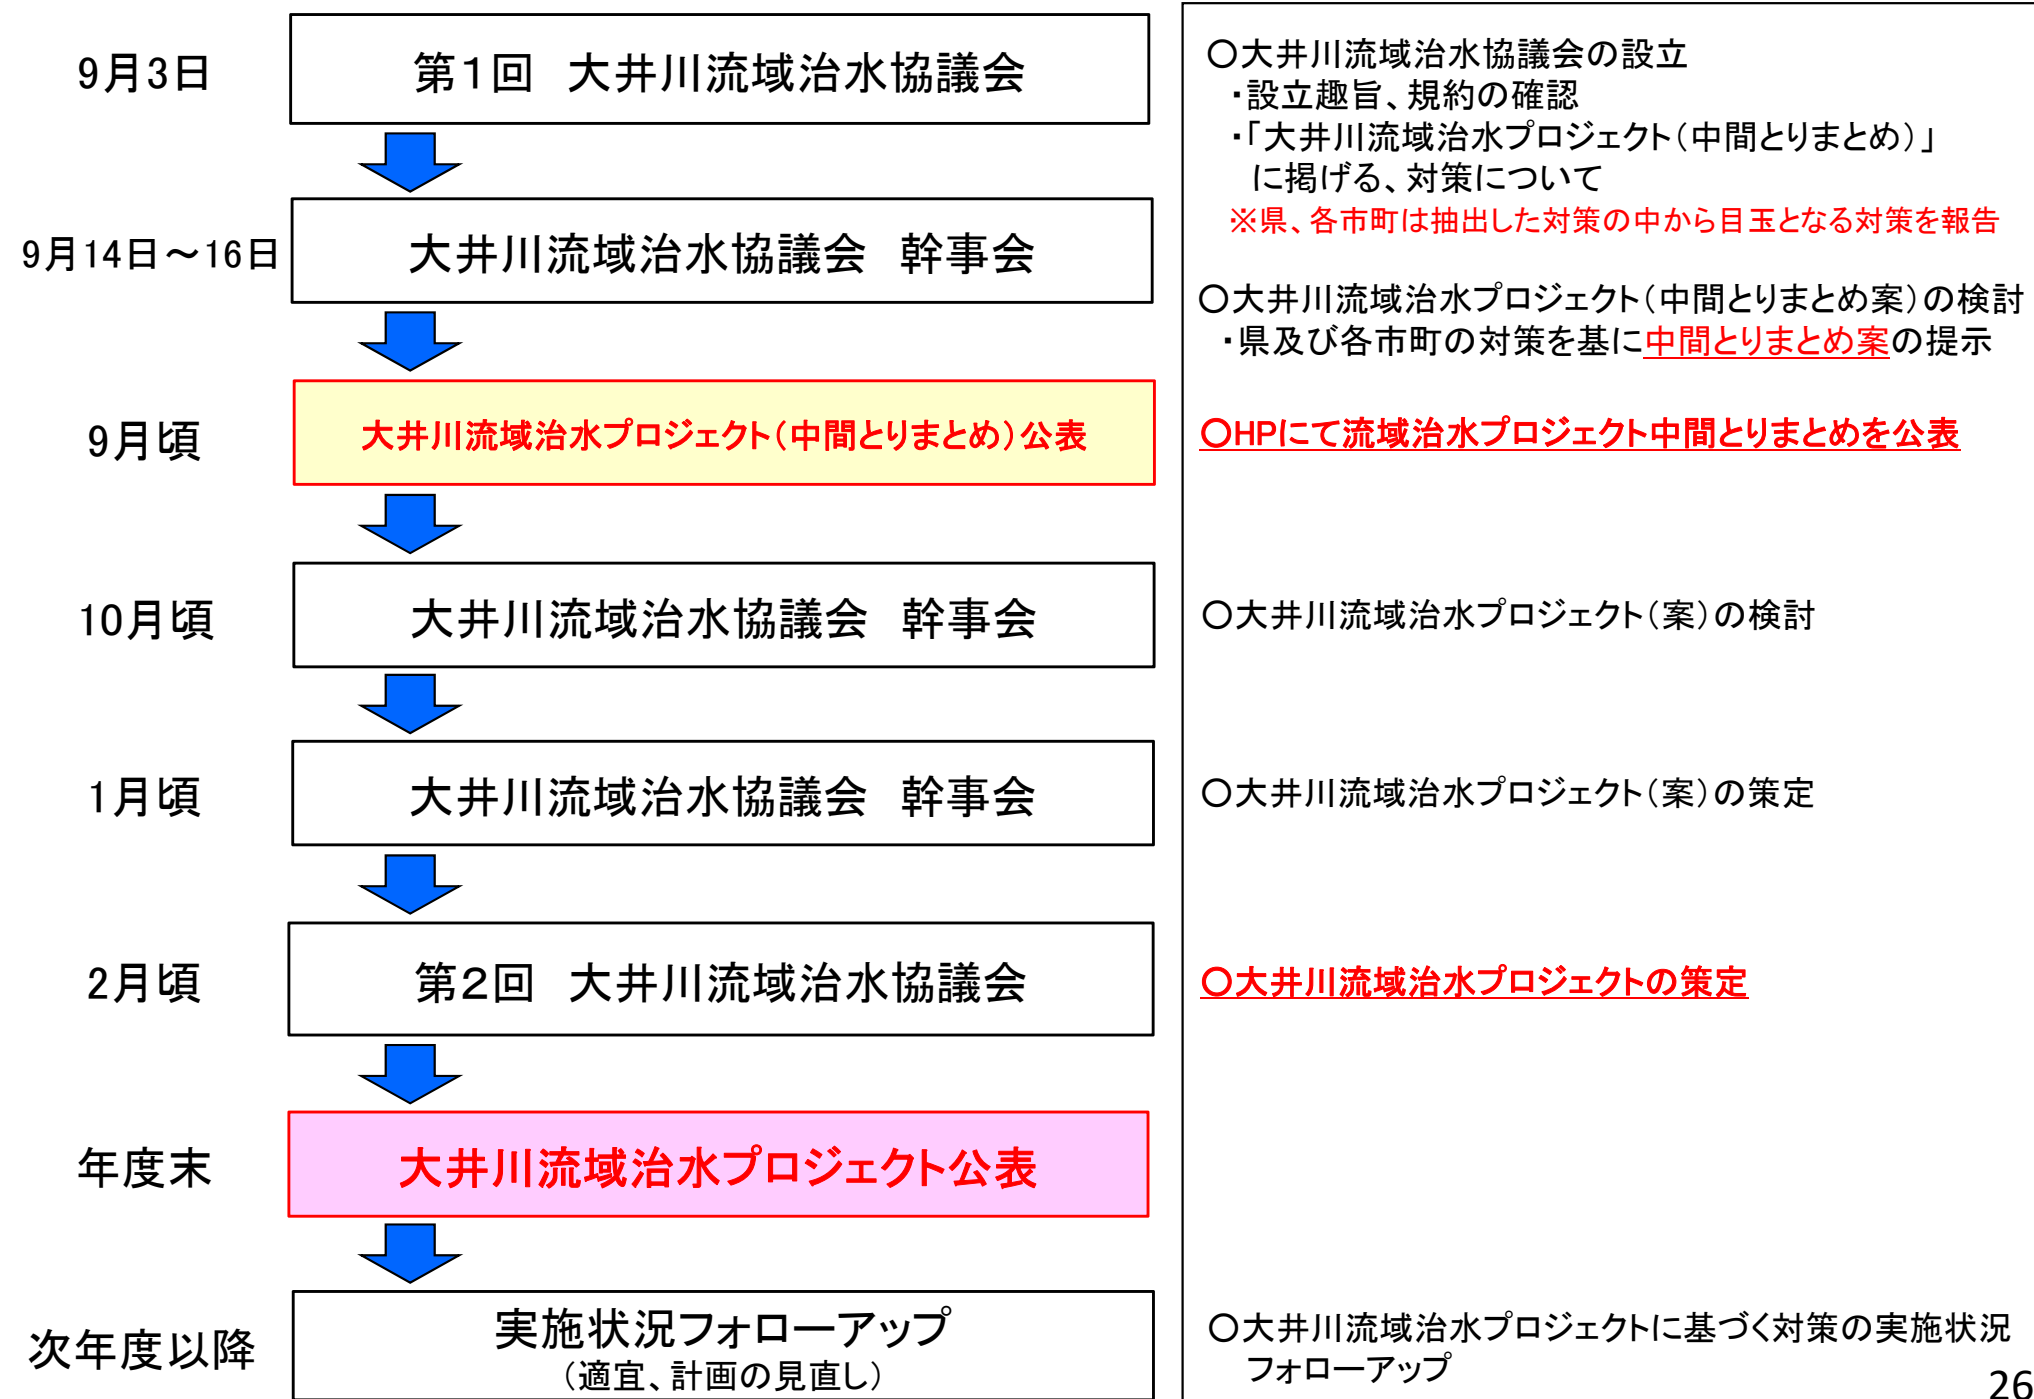 9月3日
第1回　大井川流域治水協議会
〇大井川流域治水協議会の設立
・設立趣旨、規約の確認
・「大井川流域治水プロジェクト（中間とりまとめ）」
に掲げる、対策について
※県、各市町は抽出した対策の中から目玉となる対策を報告
9月14日～16日
大井川流域治水協議会　幹事会
〇大井川流域治水プロジェクト（中間とりまとめ案）の検討
・県及び各市町の対策を基に中間とりまとめ案の提示
9月頃
大井川流域治水プロジェクト（中間とりまとめ）公表
〇HPにて流域治水プロジェクト中間とりまとめを公表
10月頃
大井川流域治水協議会　幹事会
〇大井川流域治水プロジェクト（案）の検討
1月頃
大井川流域治水協議会　幹事会
〇大井川流域治水プロジェクト（案）の策定
2月頃
第2回　大井川流域治水協議会
〇大井川流域治水プロジェクトの策定
年度末
大井川流域治水プロジェクト公表
次年度以降
実施状況フォローアップ
（適宜、計画の見直し）
〇大井川流域治水プロジェクトに基づく対策の実施状況
フォローアップ
26